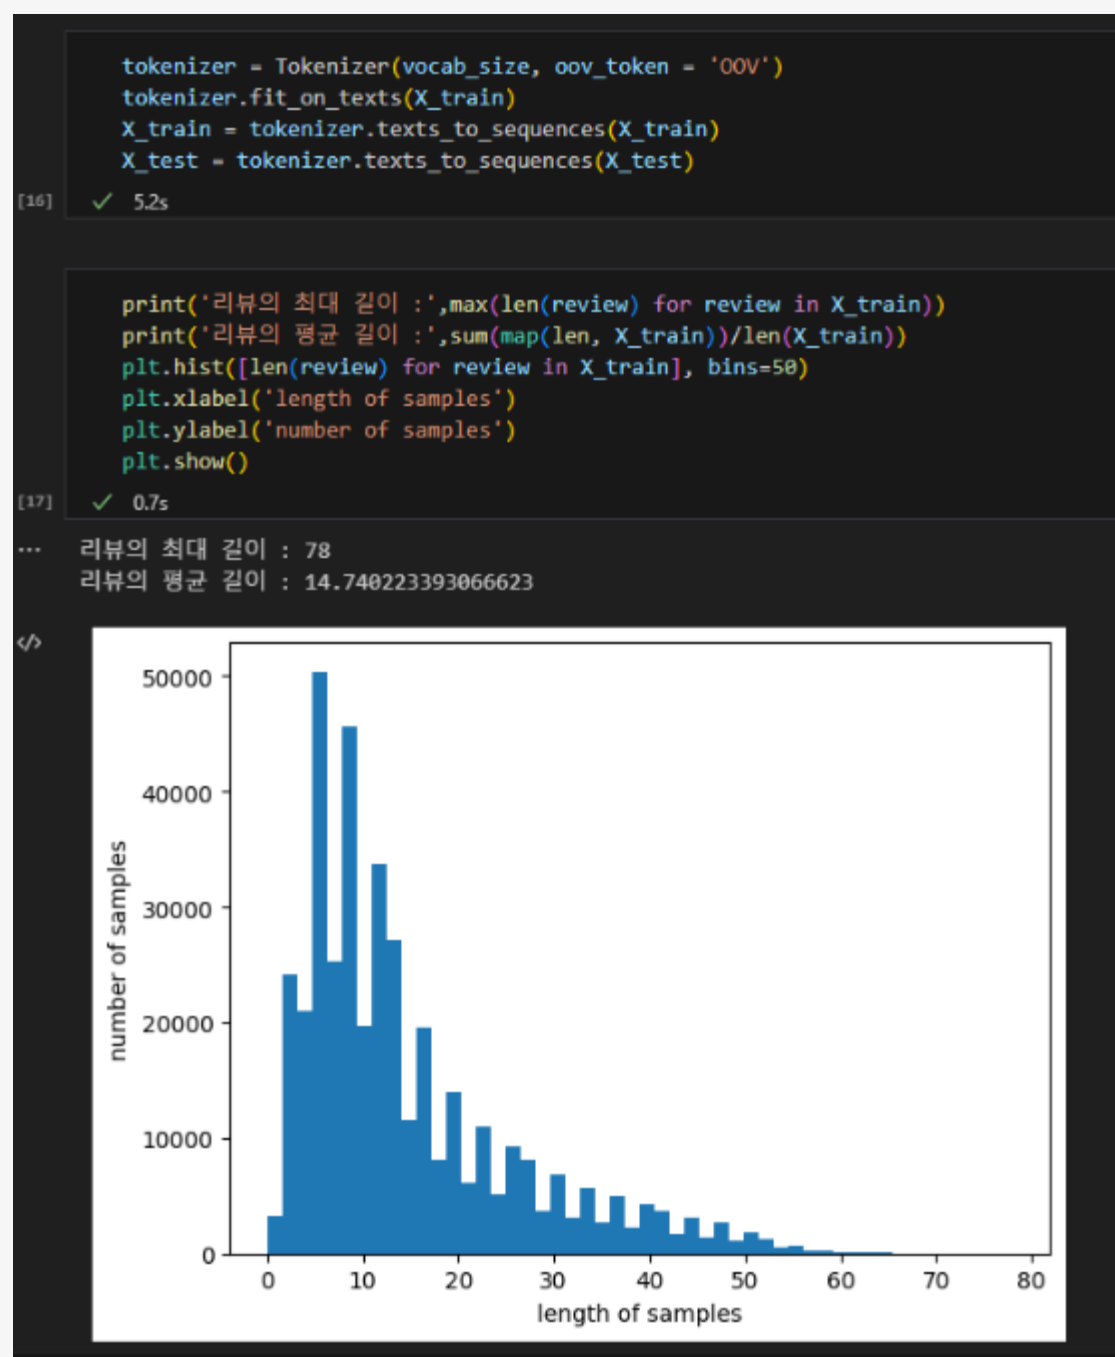 tokenizer = Tokenizer(vocab_size, oov_token = 'OOV')
tokenizer.fit_on_texts(X_train)
X_train = tokenizer.texts_to_sequences(X_train)
X_test = tokenizer.texts_to_sequences(X_test)
[16]
5.2s
print('리뷰의 최대 길이 :',max(len(review) for review in X_train))
print('리뷰의 평균 길이 :',sum(map(len, X_train))/len(X_train))
plt.hist([len(review) for review in X_train], bins=50)
plt.xlabel('length of samples')
plt.ylabel('number of samples')
plt.show()
[17]
0.7s
리뷰의 최대 길이 : 78
리뷰의 평균 길이 : 14.740223393066623
50000
40000
30000
20000
10000
0
number of samples
0 10 20 30 40 50 60 70 80
length of samples